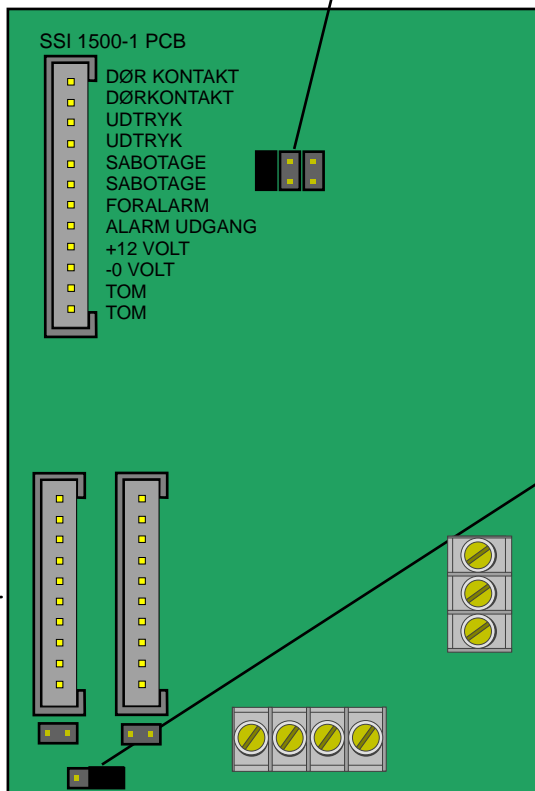 SSI 1500-1 PCB
DØR KONTAKT
DØRKONTAKT
UDTRYK
UDTRYK
SABOTAGE
SABOTAGE
FORALARM
ALARM UDGANG
+12 VOLT
-0 VOLT
TOM
TOM